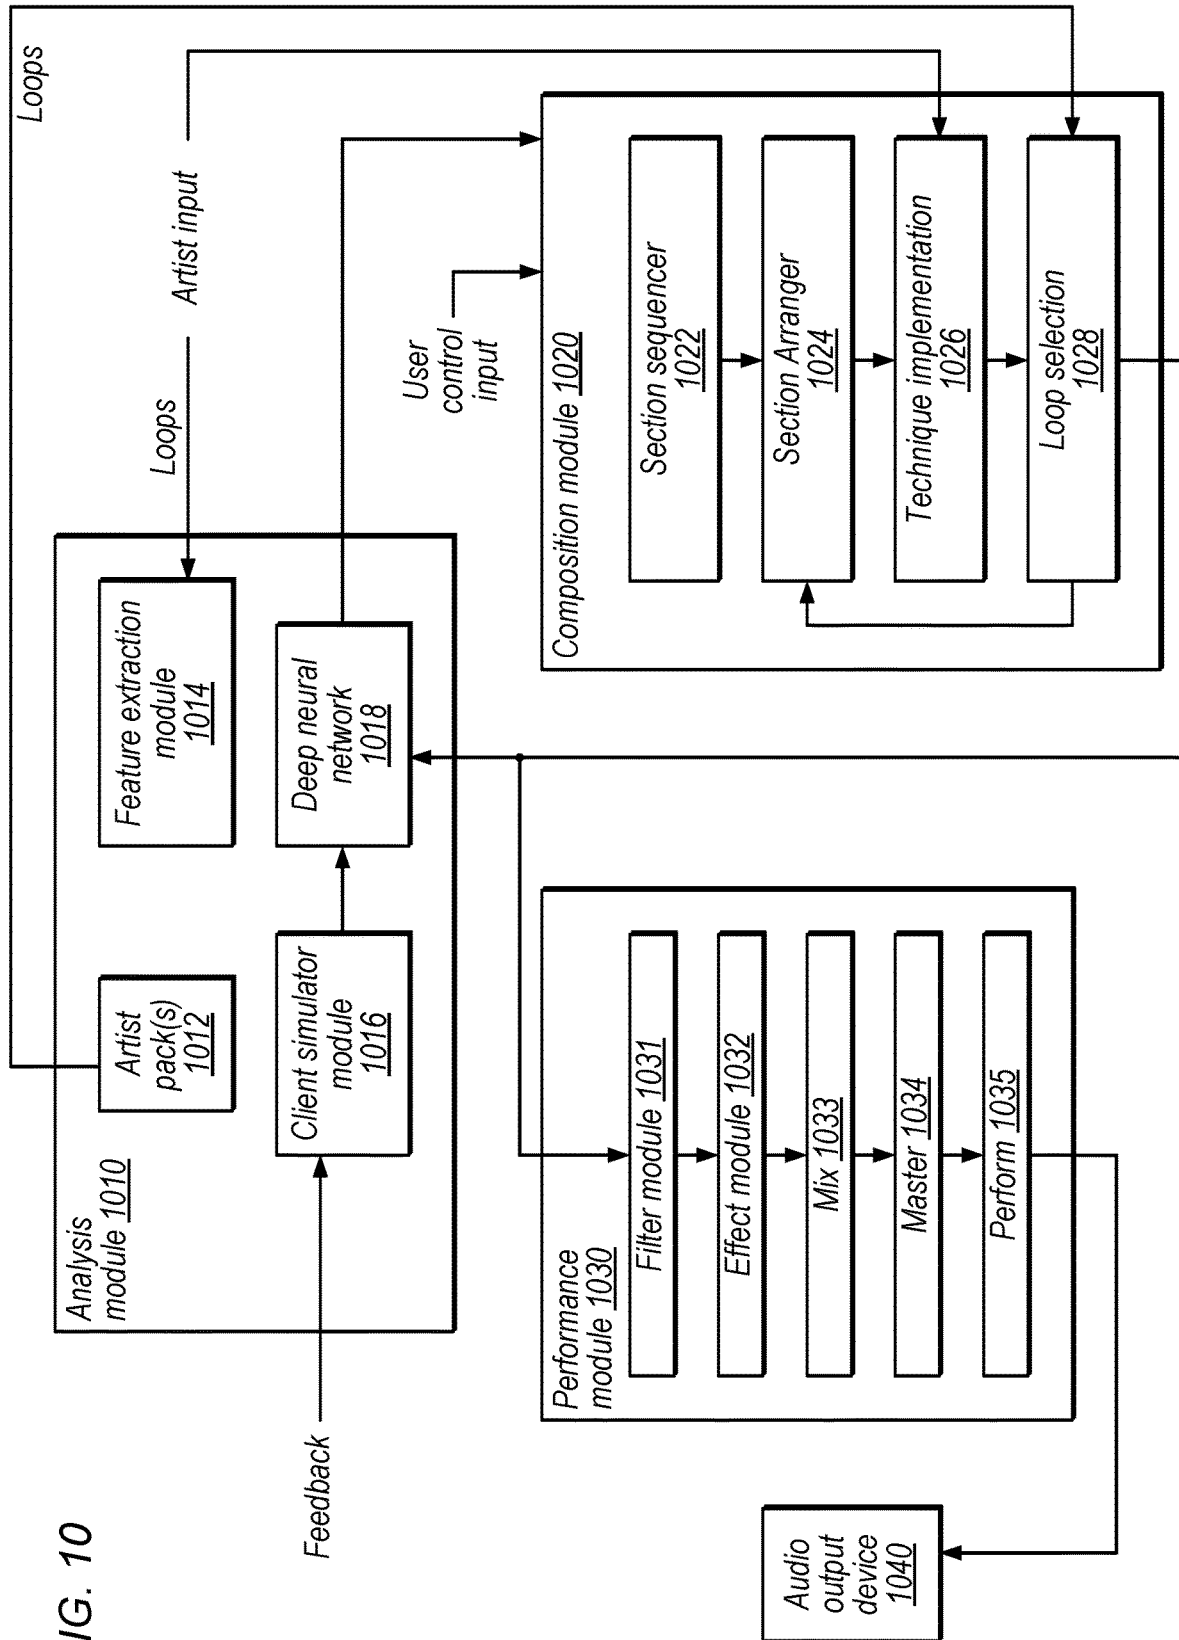 IG. 10
Loops
Artist input
Loops
Analysis
module 1010
Artist
pack(s)
1012
Feature extraction
module
1014
Feedback
Client simulator
module
1016
Deep neural
network
1018
User
control
input
Performance
module 1030
Filter module 1031
Effect module 1032
Mix 1033
Master 1034
Perform 1035
Composition module 1020
Section sequencer
1022
Section Arranger
1024
Technique implementation
1026
Loop selection
1028
Audio
output
device
1040